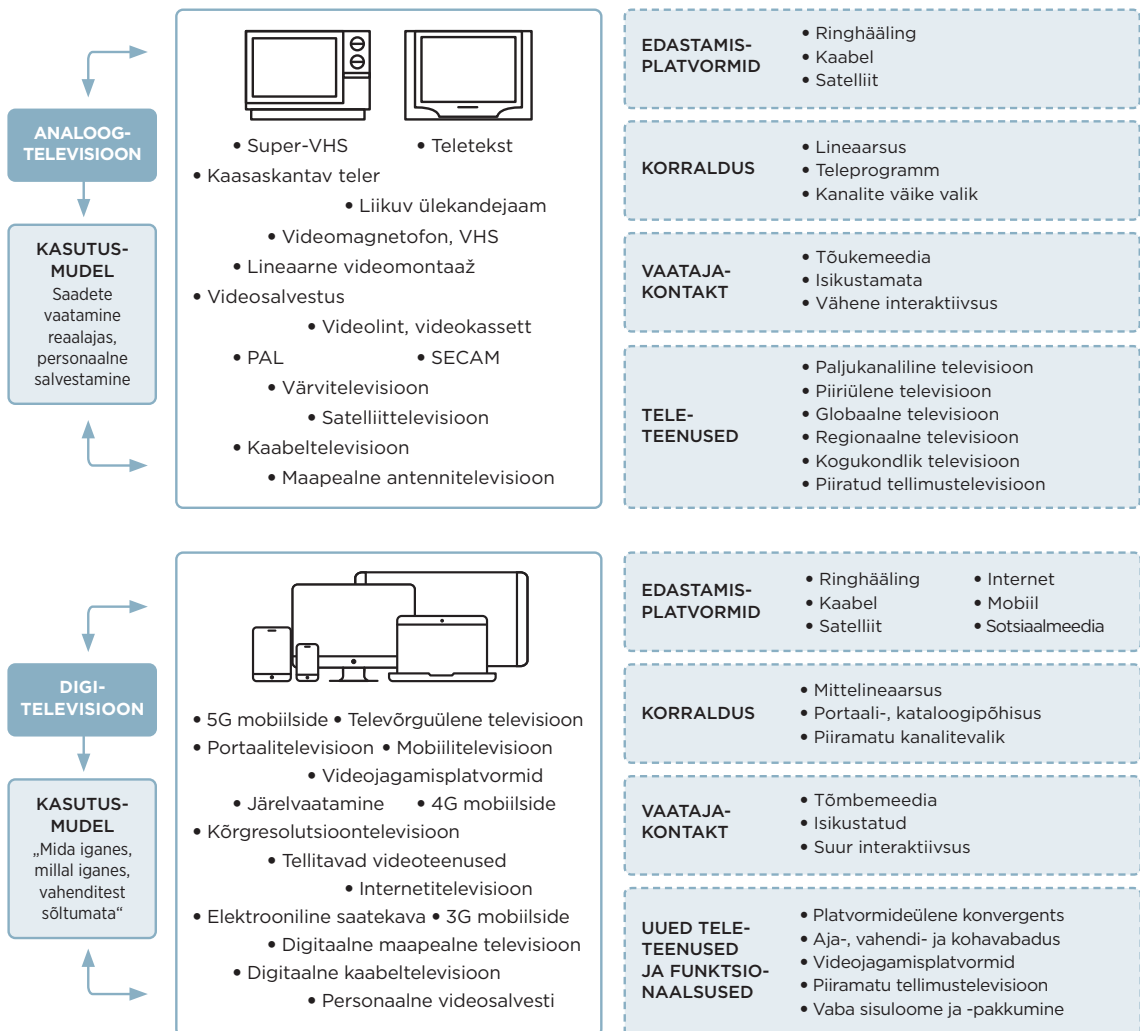 ANALOOG-
TELEVISIOON
KASUTUS-
MUDEL
Saadete
vaatamine
reaalajas,
personaalne
salvestamine
• Super-VHS • Teletekst
• Kaasaskantav teler
• Liikuv ülekandejaam
• Videomagnetofon, VHS
• Lineaarne videomontaaž
• Videosalvestus
• Videolint, videokassett
• PAL • SECAM
• Värvitelevisioon
• Satelliittelevisioon
• Kaabeltelevisioon
• Maapealne antennitelevisioon
EDASTAMIS-
PLATVORMID
• Ringhääling
• Kaabel
• Satelliit
KORRALDUS
• Lineaarsus
• Teleprogramm
• Kanalite väike valik
VAATAJA-
KONTAKT
• Tõukemeedia
• Isikustamata
• Vähene interaktiivsus
TELE-
TEENUSED
• Paljukanaliline televisioon
• Piiriülene televisioon
• Globaalne televisioon
• Regionaalne televisioon
• Kogukondlik televisioon
• Piiratud tellimustelevisioon
DIGI-
TELEVISIOON
KASUTUS-
MUDEL
„Mida iganes,
millal iganes,
vahenditest
sõltumata“
• 5G mobiilside • Televõrguülene televisioon
• Portaalitelevisioon • Mobiilitelevisioon
• Videojagamisplatvormid
• Järelvaatamine • 4G mobiilside
• Kõrgresolutsioontelevisioon
• Tellitavad videoteenused
• Internetitelevisioon
• Elektrooniline saatekava • 3G mobiilside
• Digitaalne maapealne televisioon
• Digitaalne kaabeltelevisioon
• Personaalne videosalvesti
EDASTAMIS-
PLATVORMID
• Ringhääling • Internet
• Kaabel • Mobiil
• Satelliit • Sotsiaalmeedia
KORRALDUS
• Mittelineaarsus
• Portaali-, kataloogipõhisus
• Piiramatu kanalitevalik
VAATAJA-
KONTAKT
• Tõmbemeedia
• Isikustatud
• Suur interaktiivsus
UUED TELE-
TEENUSED
JA FUNKTSIO-
NAALSUSED
• Platvormideülene konvergents
• Aja-, vahendi- ja kohavabadus
• Videojagamisplatvormid
• Piiramatu tellimustelevisioon
• Vaba sisuloome ja -pakkumine